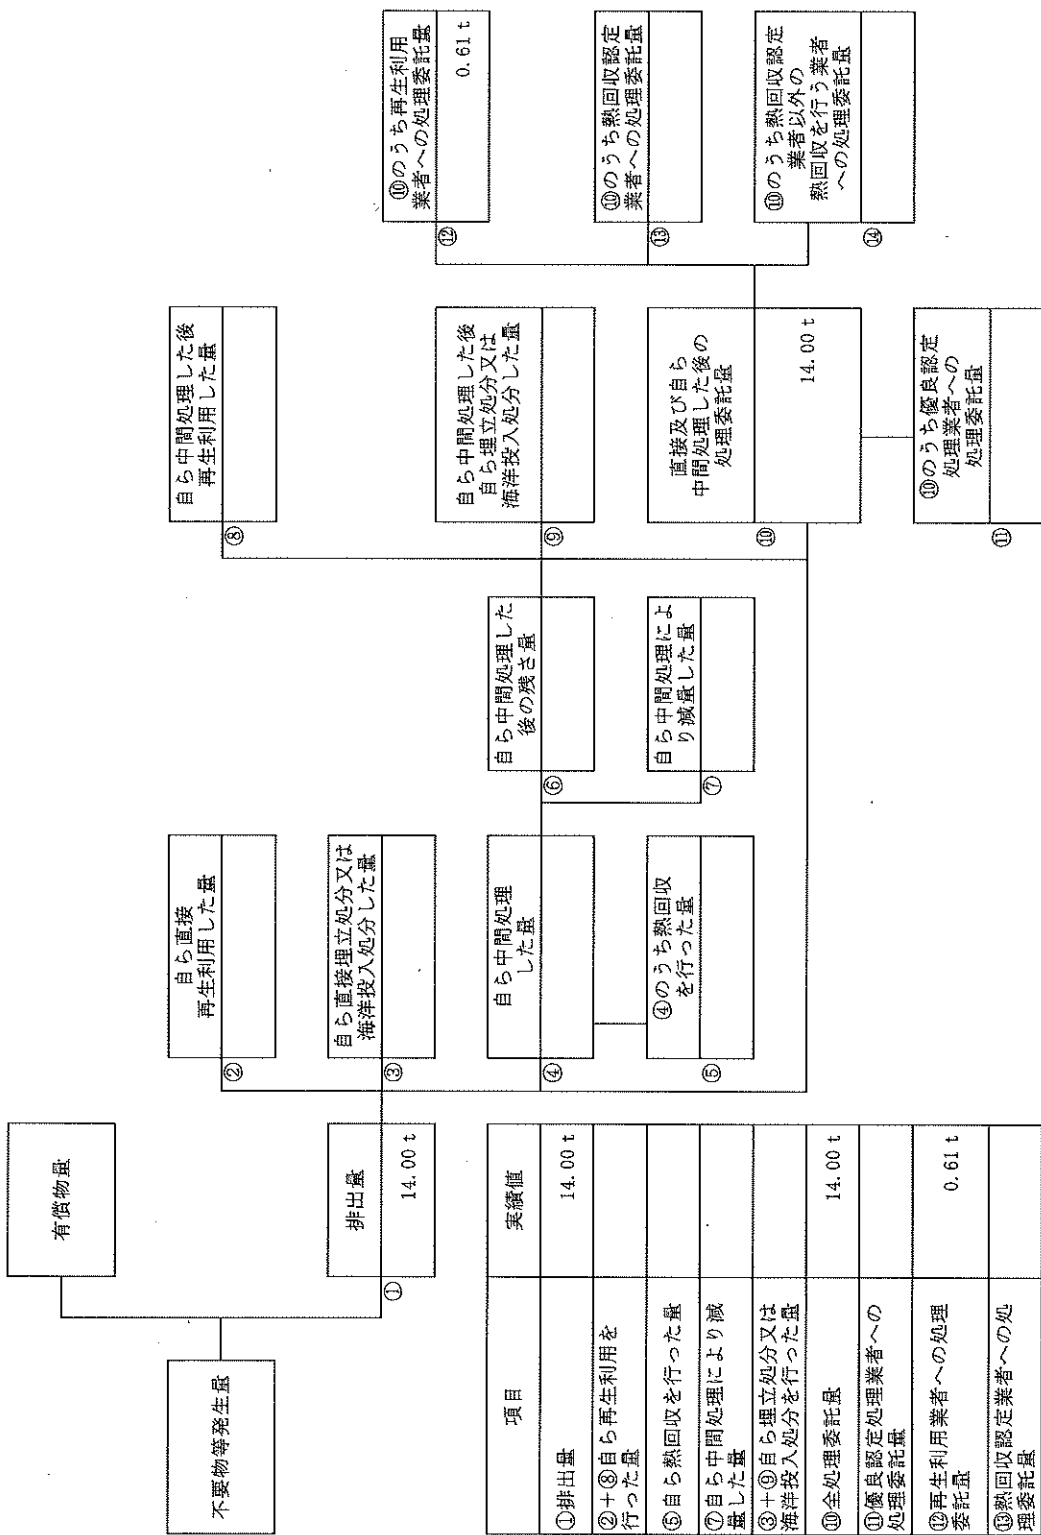 不要物等発生量
有償物量
排出量
①
14.00 t
自ら直接
再生利用した量
②
自ら直接埋立処分又は
海洋投入処分した量
③
自ら中間処理
した量
④
④のうち熱回収
を行った量
⑤
自ら中間処理した
後の残さ量
⑥
自ら中間処理によ
り減量した量
⑦
自ら中間処理した後
再生利用した量
⑧
自ら中間処理した後
自ら埋立処分又は
海洋投入処分した量
⑨
直接及び自ら
中間処理した後の
処理委託量
⑩
14.00 t
⑩のうち優良認定
処理業者への
処理委託量
⑪
⑩のうち再生利用
業者への処理委託量
⑫
0.61 t
⑩のうち熱回収認定
業者への処理委託量
⑬
⑩のうち熱回収認定
業者以外の
熱回収を行う業者
への処理委託量
⑭
項目 実績値
①排出量 14.00 t
②＋⑧自ら再生利用を
行った量
⑤自ら熱回収を行った量
⑦自ら中間処理により減
量した量
③＋⑨自ら埋立処分又は
海洋投入処分を行った量
⑩全処理委託量 14.00 t
⑪優良認定処理業者への
処理委託量
⑫再生利用業者への処理
委託量 0.61 t
⑬熱回収認定業者への処
理委託量